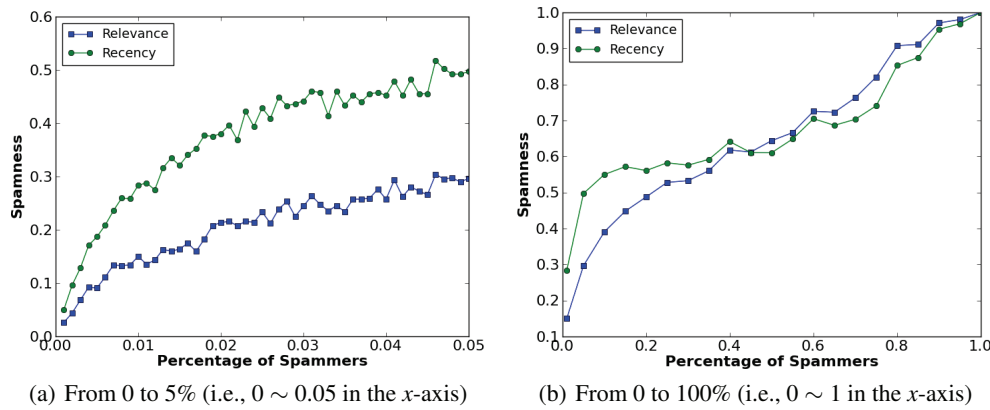 0.6
0.5
0.4
0.3
0.2
0.1
0.0
Spamness
Relevance
Recency
0.00 0.01 0.02 0.03 0.04 0.05
Percentage of Spammers
(a) From 0 to 5% (i.e., 0 ∼ 0.05 in the x-axis)
1.0
0.9
0.8
0.7
0.6
0.5
0.4
0.3
0.2
0.1
Spamness
Relevance
Recency
0.0 0.2 0.4 0.6 0.8 1.0
Percentage of Spammers
(b) From 0 to 100% (i.e., 0 ∼ 1 in the x-axis)